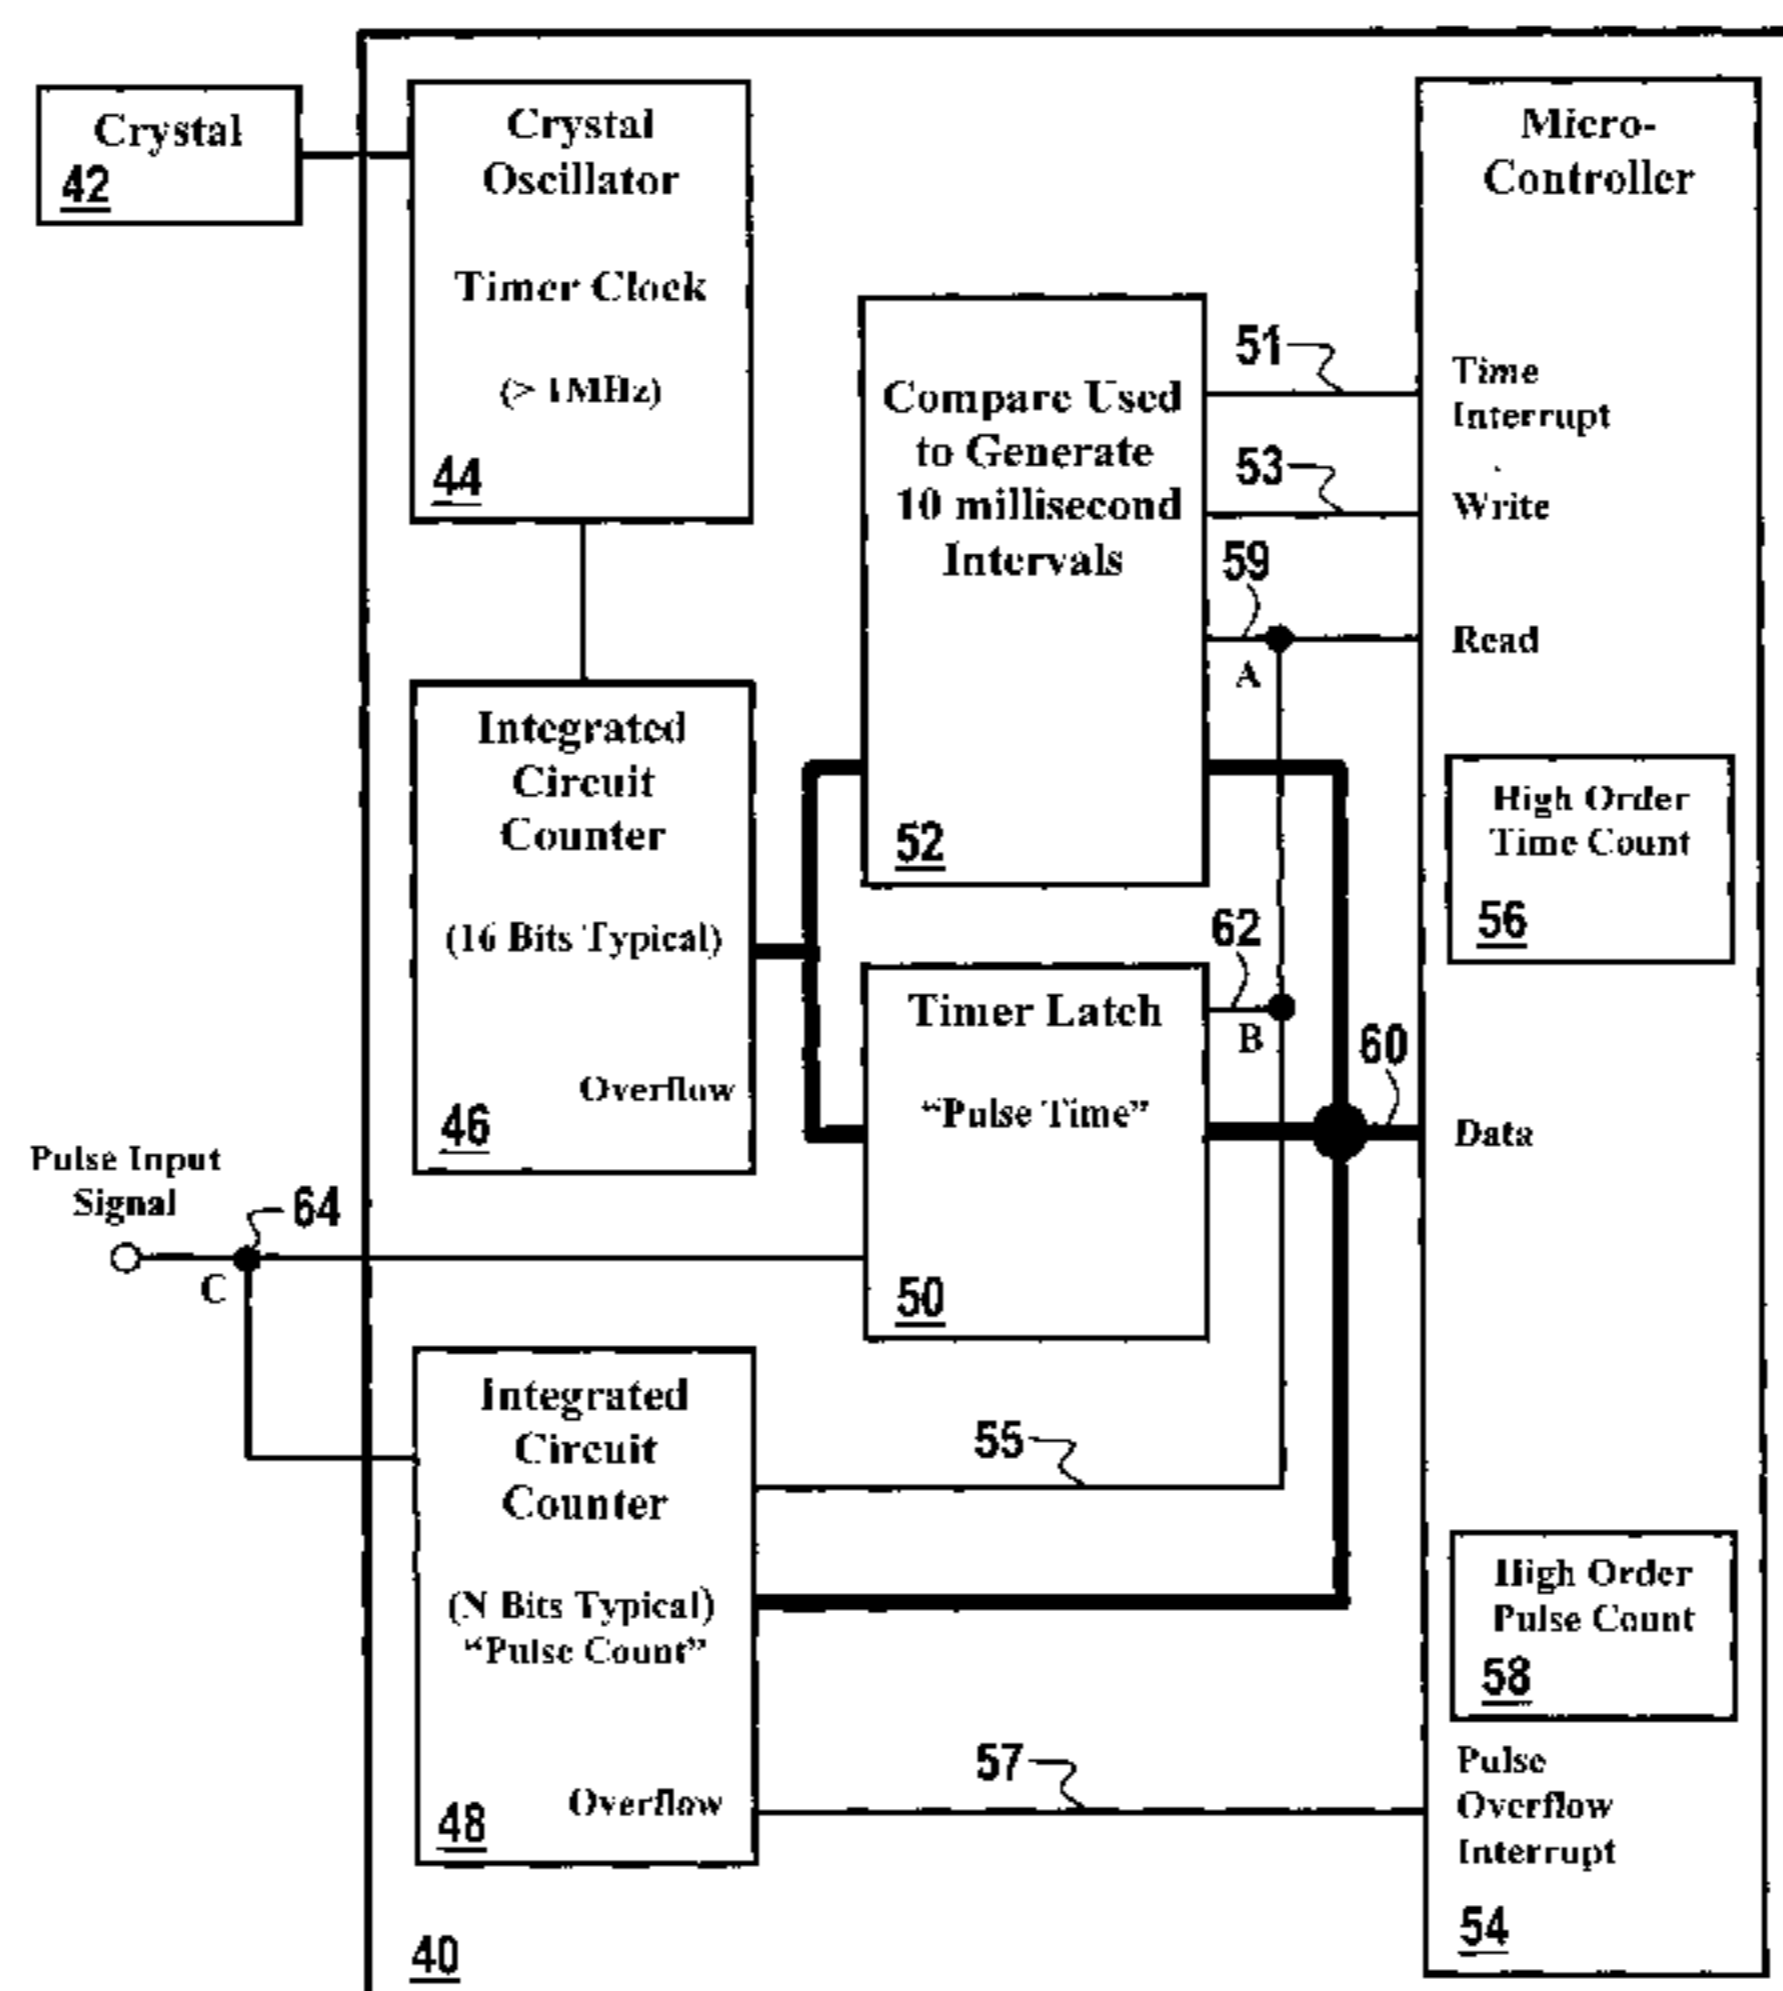 Crystal
42
Crystal
Oscillator
Timer Clock
(> 1MHz)
44
Integrated
Circuit
Counter
(16 Bits Typical)
Overflow
46
Pulse Input
Signal
64
C
Integrated
Circuit
Counter
(N Bits Typical)
“Pulse Count”
Overflow
48
40
Compare Used
to Generate
10 millisecond
Intervals
52
Timer Latch
“Pulse Time”
50
51
53
59
A
62
B
60
55
57
Micro-
Controller
Time
Interrupt
Write
Read
High Order
Time Count
56
Data
High Order
Pulse Count
58
Pulse
Overflow
Interrupt
54